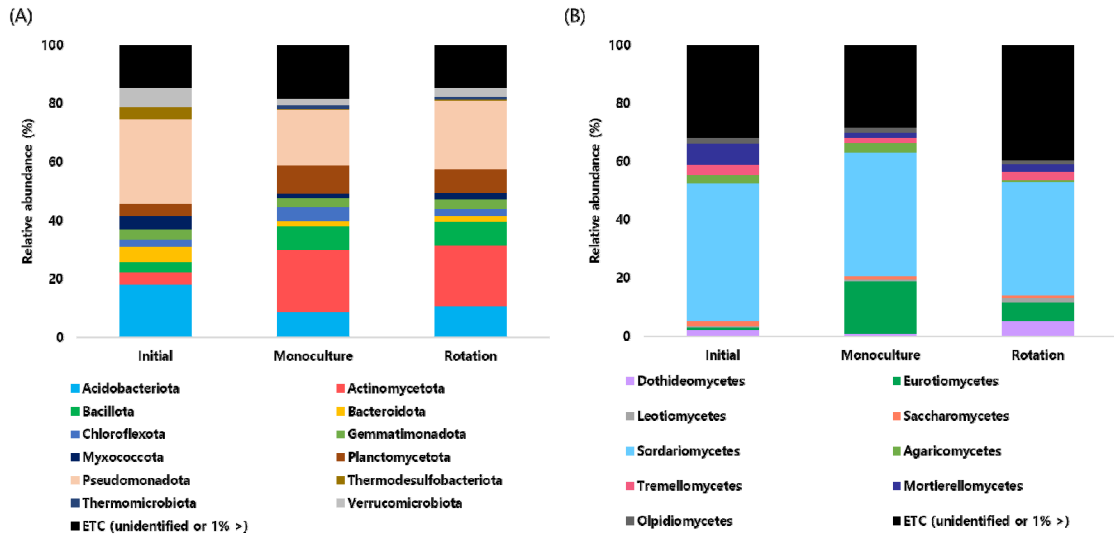 (A)
(B)
Relative abundance (%)
100
80
60
40
20
0
Initial
Monoculture
Rotation
Acidobacteriota
Actinomycetota
Bacillota
Bacteroidota
Chloroflexota
Gemmatimonadota
Myxococcota
Planctomycetota
Pseudomonadota
Thermodesulfobacteriota
Thermomicrobiota
Verrucomicrobiota
ETC (unidentified or 1% >)
Relative abundance (%)
100
80
60
40
20
0
Initial
Monoculture
Rotation
Dothideomycetes
Eurotiomycetes
Leotiomycetes
Saccharomycetes
Sordariomycetes
Agaricomycetes
Tremellomycetes
Mortierellomycetes
Olpidiomycetes
ETC (unidentified or 1% >)